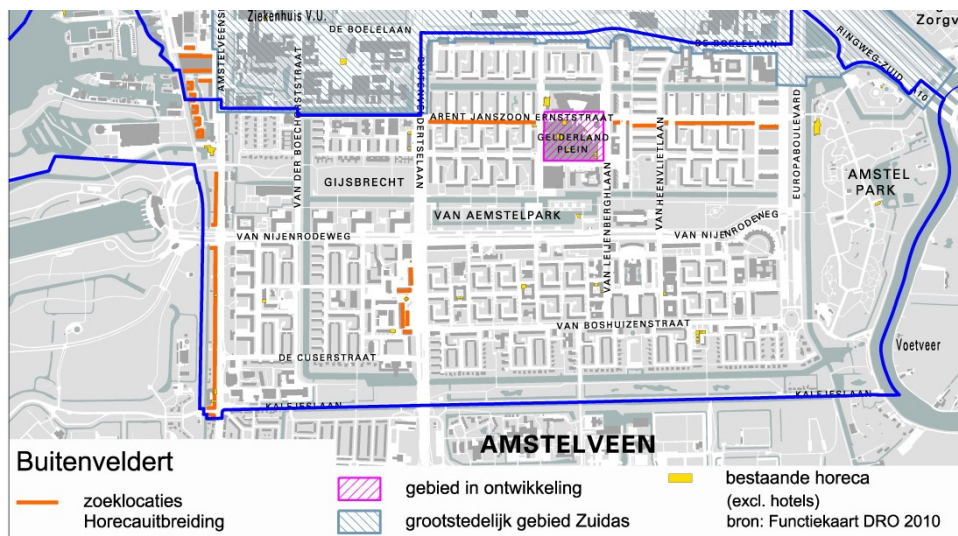 Ziekenhuis V.U.
DE BOELELAAN
DE BOELELAAN
Zorgv
RINGWEG-ZUID A10
AMSTELVEENS
VAN DER BOECHORSTSTRAAT
ARENT JANSZOON ERNSTSTRAAT
GELDERLAND
PLEIN
EUROPABOULEVARD
AMSTEL
PARK
GIJSBRECHT
VAN AEMSTELPARK
VAN LEIJENBERGHLAAN
VAN HEENVLIETLAAN
VAN NIJENRODEWEG
VAN NIJENRODEWEG
VAN BOSHUIZENSTRAAT
DE CUSERSTRAAT
Voetveer
KALFJESLAAN
KALFJESLAAN
AMSTELVEEN
Buitenveldert
zoeklocaties
Horecauitbreiding
gebied in ontwikkeling
grootstedelijk gebied Zuidas
bestaande horeca
(excl. hotels)
bron: Functiekaart DRO 2010